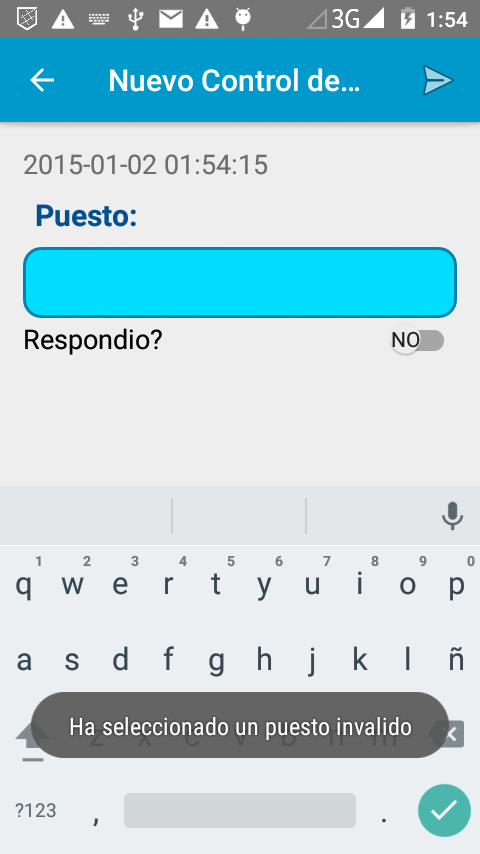 3G 1:54
Nuevo Control de...
2015-01-02 01:54:15
Puesto:
Respondio? NO
1 2 3 4 5 6 7 8 9 0
q w e r t y u i o p
a s d f g h j k l ñ
z x c v b n m
Ha seleccionado un puesto invalido
?123 , .